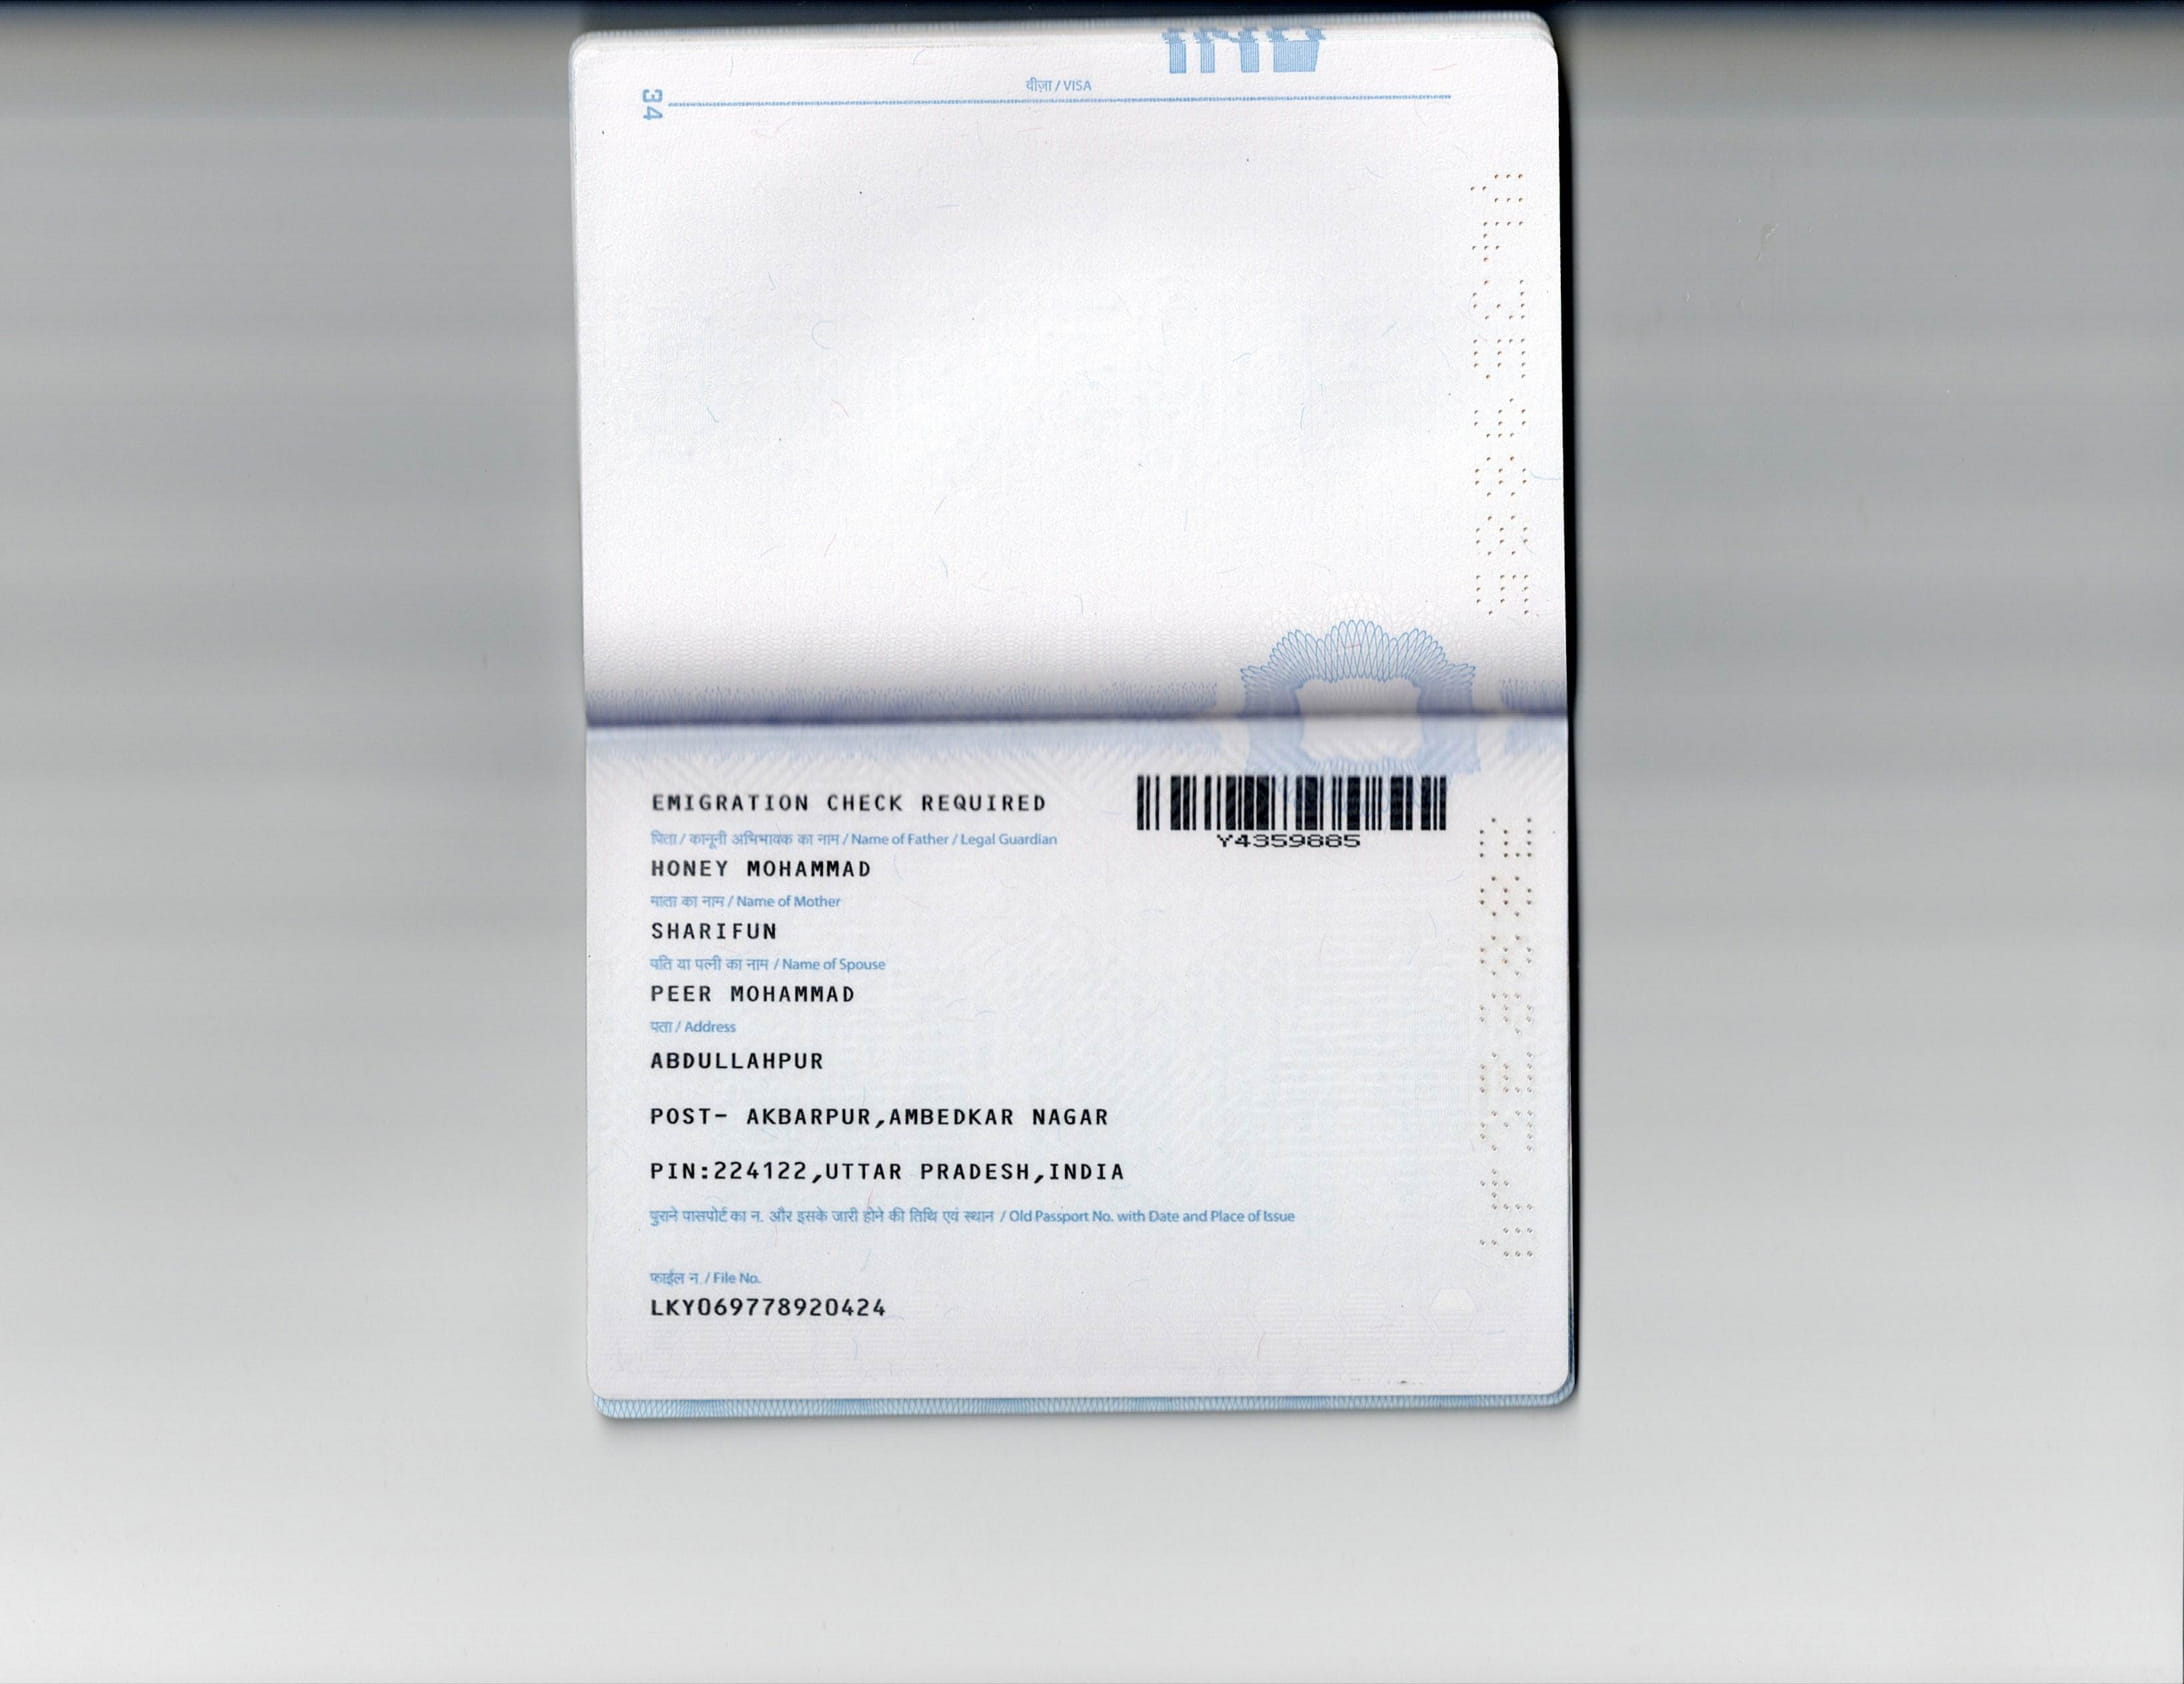 34
वीज़ा / VISA
EMIGRATION CHECK REQUIRED
Y4359885
पिता / कानूनी अभिभावक का नाम / Name of Father / Legal Guardian
HONEY MOHAMMAD
माता का नाम / Name of Mother
SHARIFUN
पति या पत्नी का नाम / Name of Spouse
PEER MOHAMMAD
पता / Address
ABDULLAHPUR
POST- AKBARPUR,AMBEDKAR NAGAR
PIN:224122,UTTAR PRADESH,INDIA
पुराने पासपोर्ट का न. और इसके जारी होने की तिथि एवं स्थान / Old Passport No. with Date and Place of Issue
फाईल न. / File No.
LKY069778920424